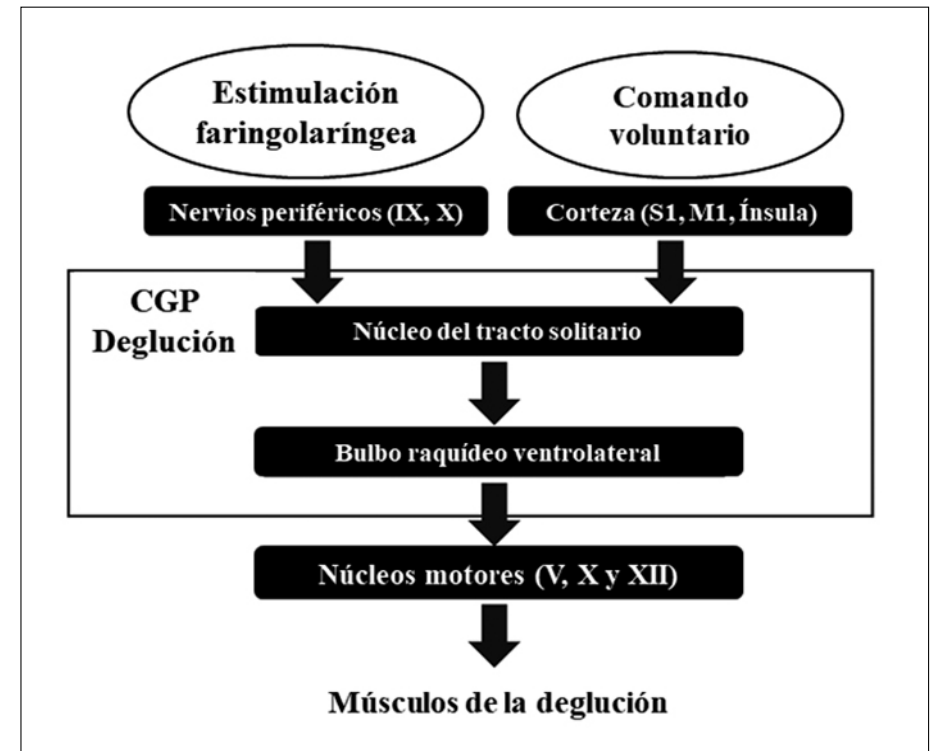 Estimulación
faringolaríngea
Comando
voluntario
Nervios periféricos (IX, X)
Corteza (S1, M1, Ínsula)
CGP
Deglución
Núcleo del tracto solitario
Bulbo raquídeo ventrolateral
Núcleos motores (V, X y XII)
Músculos de la deglución